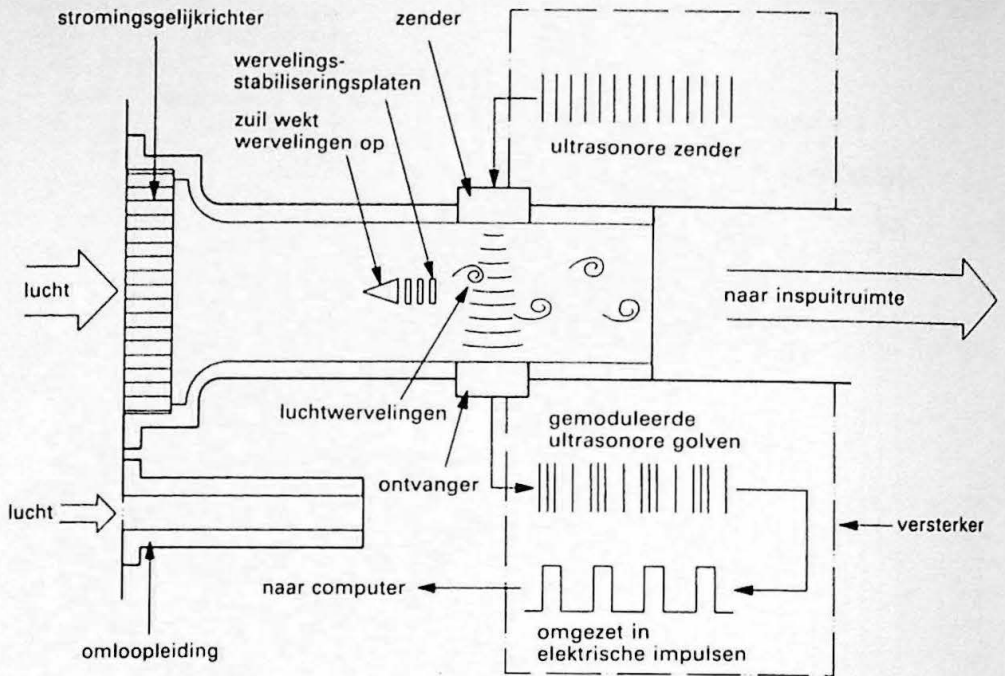 stromingsgelijkrichter
zender
wervelings-
stabiliseringsplaten
zuil wekt
wervelingen op
ultrasonore zender
lucht
naar inspuitruimte
luchtwervelingen
gemoduleerde
ultrasonore golven
ontvanger
lucht
versterker
naar computer
omgezet in
elektrische impulsen
omloopleiding